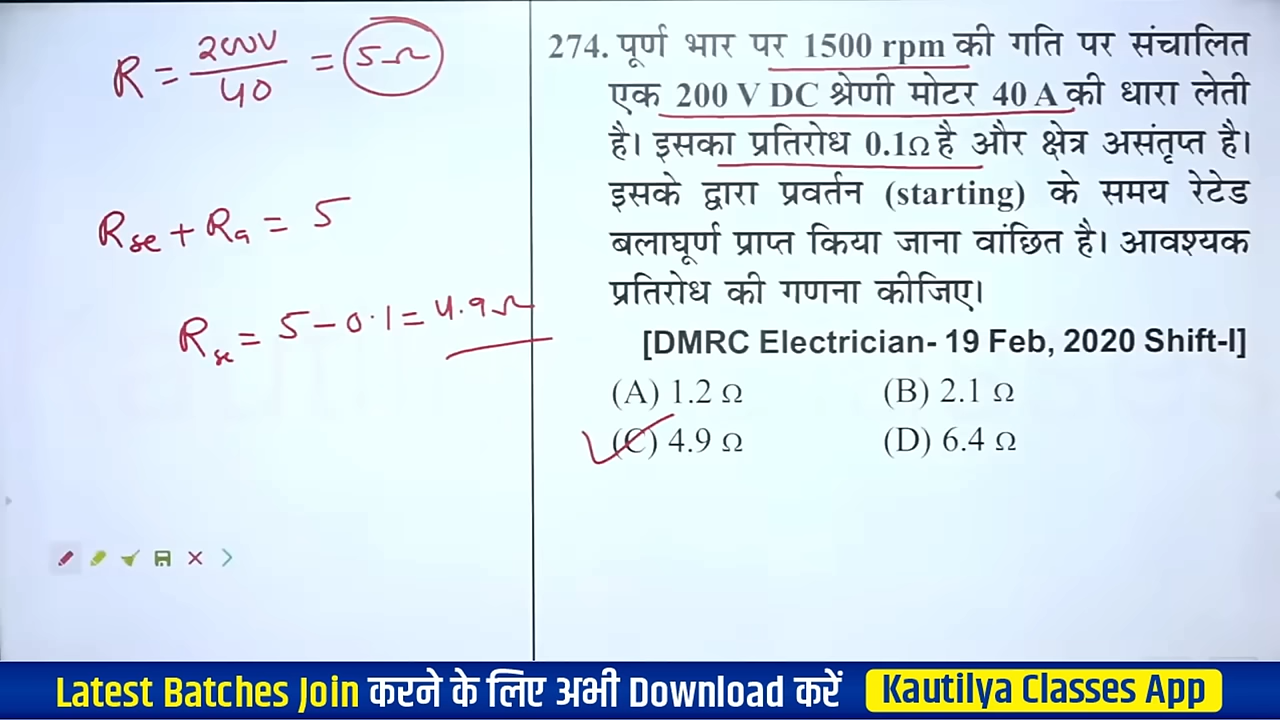 R = 200V / 40 = 5Ω
R_se + R_a = 5
R_se = 5 - 0.1 = 4.9Ω
274. पूर्ण भार पर 1500 rpm की गति पर संचालित
एक 200 V DC श्रेणी मोटर 40 A की धारा लेती
है। इसका प्रतिरोध 0.1Ω है और क्षेत्र असंतृप्त है।
इसके द्वारा प्रवर्तन (starting) के समय रेटेड
बलाघूर्ण प्राप्त किया जाना वांछित है। आवश्यक
प्रतिरोध की गणना कीजिए।
[DMRC Electrician- 19 Feb, 2020 Shift-I]
(A) 1.2 Ω (B) 2.1 Ω
(C) 4.9 Ω (D) 6.4 Ω
Latest Batches Join करने के लिए अभी Download करें Kautilya Classes App